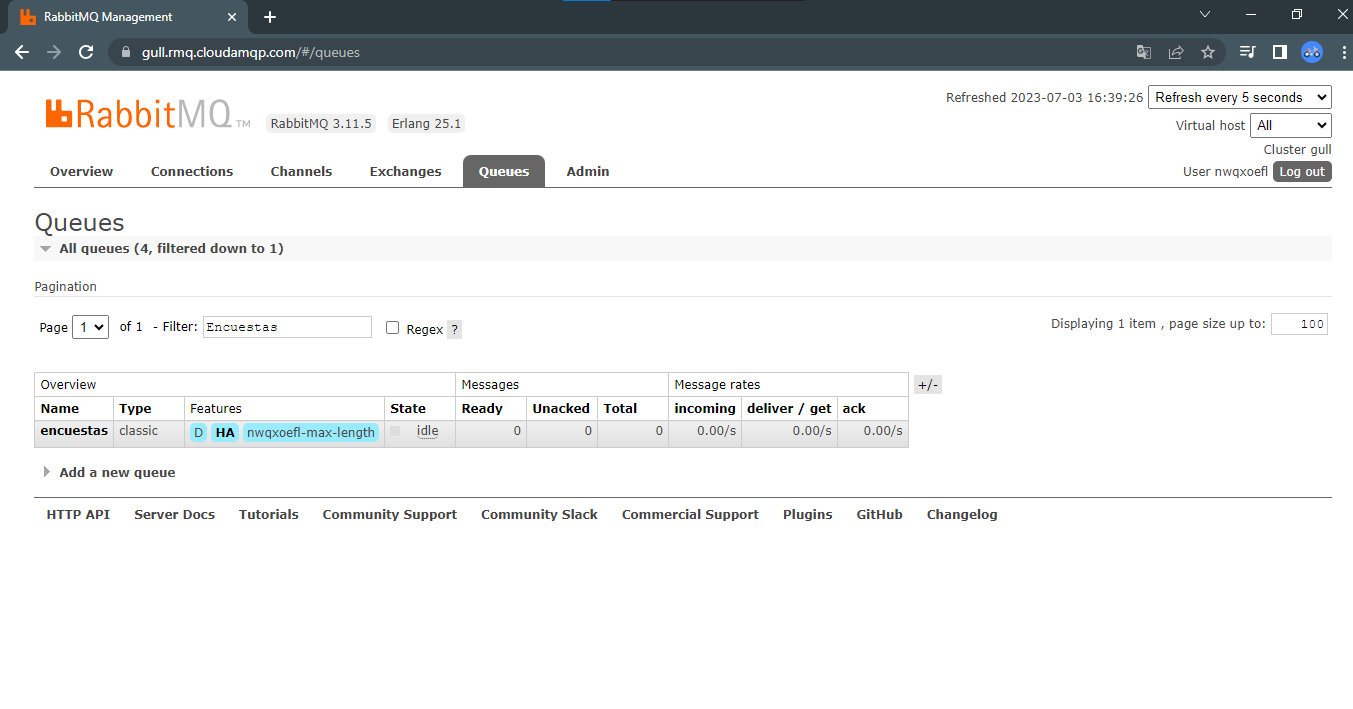 RabbitMQ Management
gull.rmq.cloudamqp.com/#/queues
RabbitMQ TM RabbitMQ 3.11.5 Erlang 25.1
Refreshed 2023-07-03 16:39:26 Refresh every 5 seconds
Virtual host All
Cluster gull
User nwqxoefl Log out
Overview Connections Channels Exchanges Queues Admin
Queues
All queues (4, filtered down to 1)
Pagination
Page 1 of 1 - Filter: Encuestas Regex ? Displaying 1 item , page size up to: 100
Overview Messages Message rates +/-
Name Type Features State Ready Unacked Total incoming deliver / get ack
encuestas classic D HA nwqxoefl-max-length idle 0 0 0 0.00/s 0.00/s 0.00/s
Add a new queue
HTTP API Server Docs Tutorials Community Support Community Slack Commercial Support Plugins GitHub Changelog